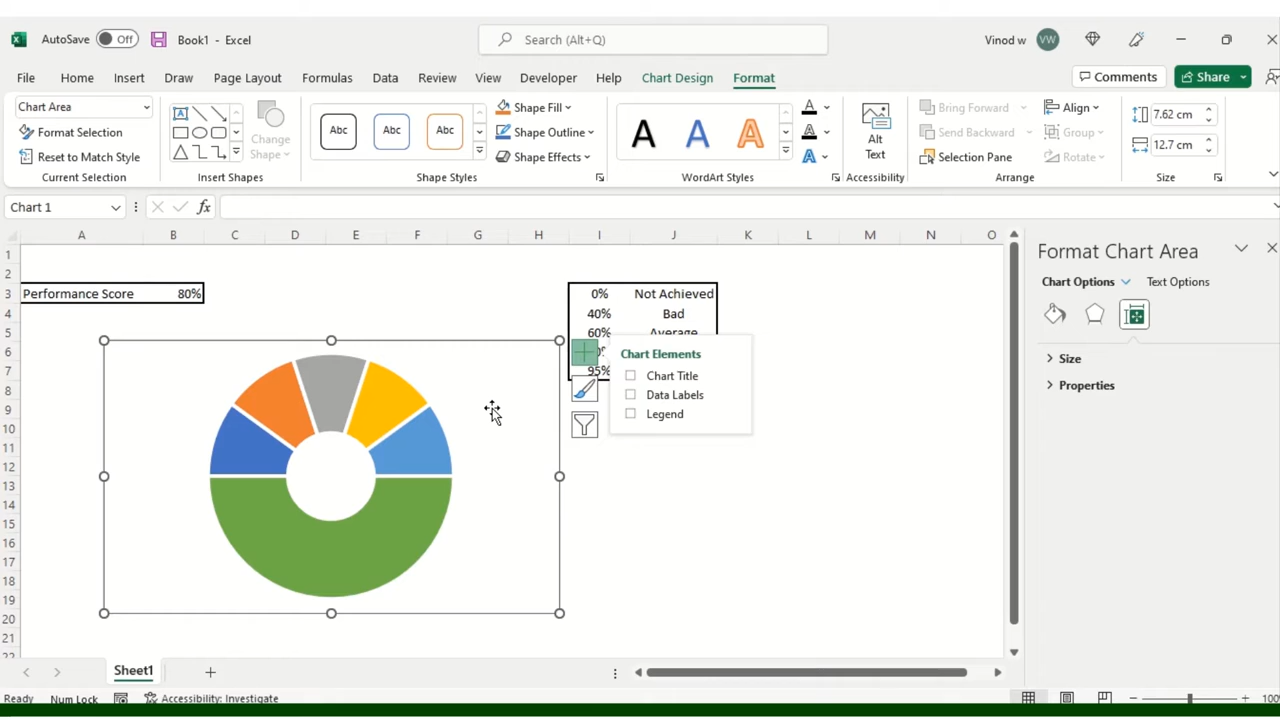 AutoSave Off Book1 - Excel Search (Alt+Q) Vinod w VW
File Home Insert Draw Page Layout Formulas Data Review View Developer Help Chart Design Format Comments Share
Chart Area
Format Selection
Reset to Match Style
Current Selection
Change
Shape
Insert Shapes
Abc Abc Abc
Shape Fill
Shape Outline
Shape Effects
Shape Styles
A A A
A
A
A
WordArt Styles
Alt
Text
Accessibility
Bring Forward
Send Backward
Selection Pane
Align
Group
Rotate
Arrange
7.62 cm
12.7 cm
Size
Chart 1 fx
A B C D E F G H I J K L M N O
1
2
3 Performance Score 80% 0% Not Achieved
4 40% Bad
5 60% Average
6
7 95%
8
9
10
11
12
13
14
15
16
17
18
19
20
21
22
Chart Elements
Chart Title
Data Labels
Legend
Format Chart Area
Chart Options Text Options
Size
Properties
Sheet1
Ready Num Lock Accessibility: Investigate 100